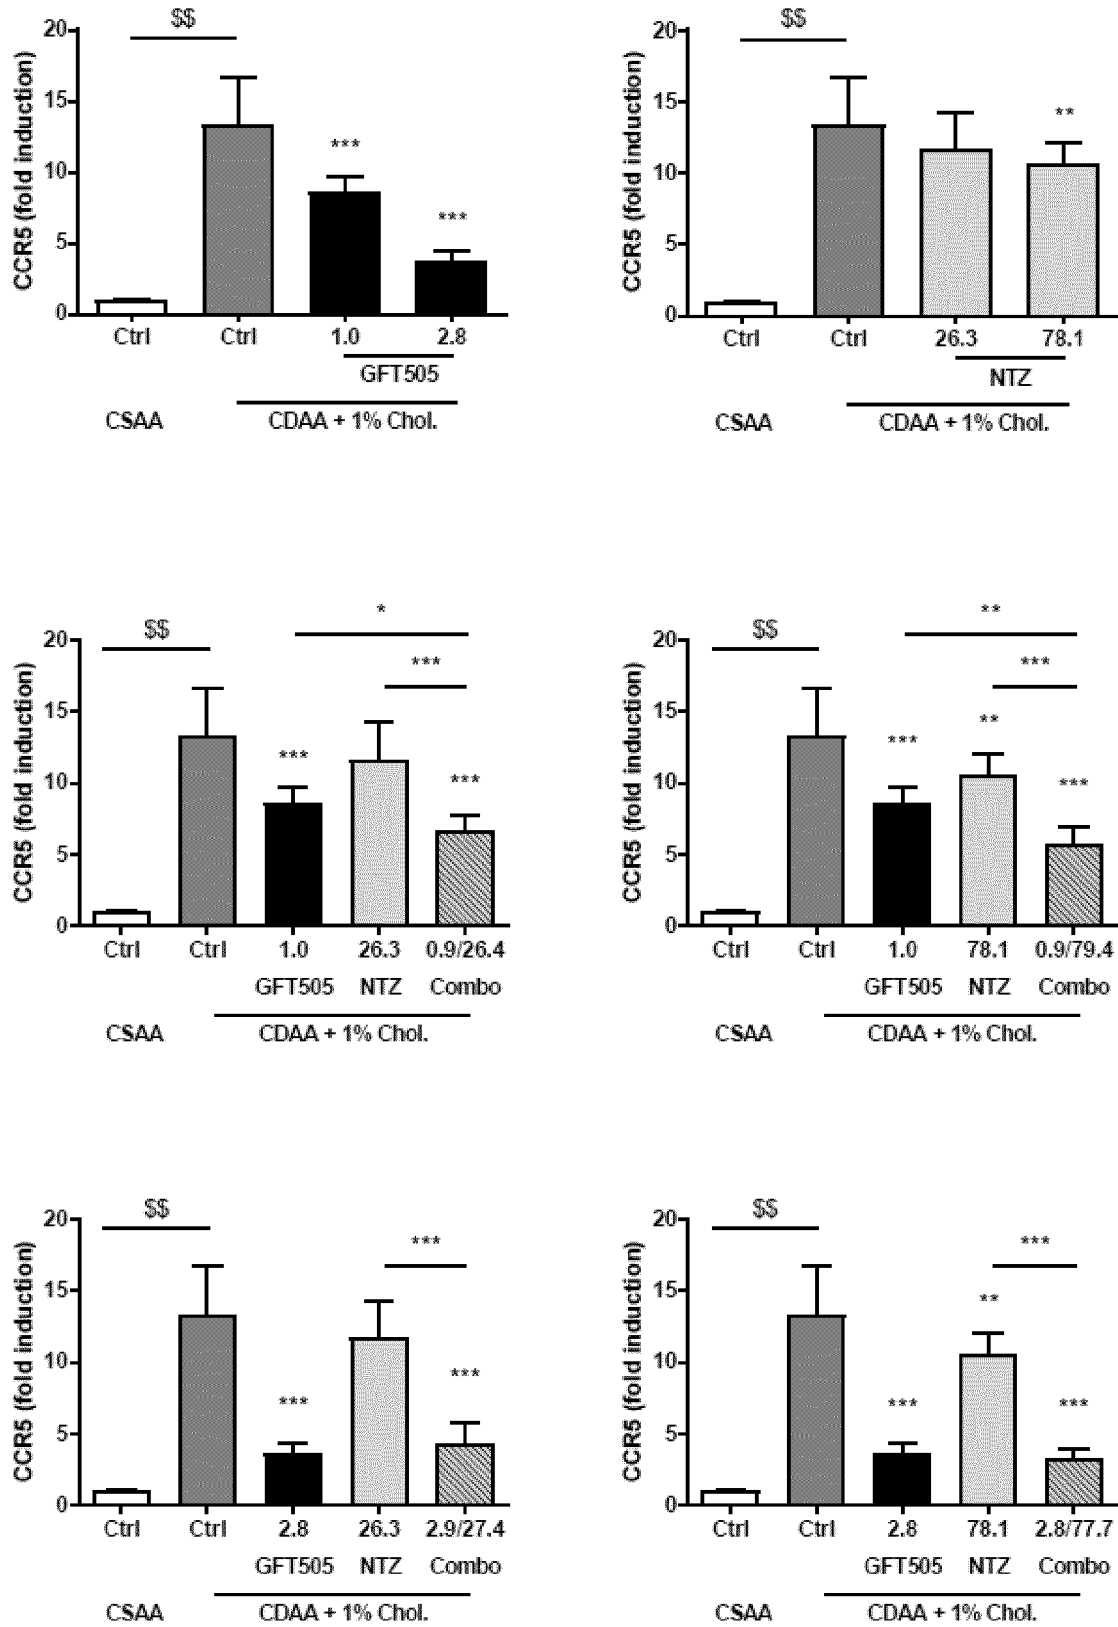 $$
CCR5 (fold induction)
20
15
10
5
0
***
***
Ctrl Ctrl 1.0 2.8
GFT505
CSAA CDAA + 1% Chol.
$$
CCR5 (fold induction)
20
15
10
5
0
**
Ctrl Ctrl 26.3 78.1
NTZ
CSAA CDAA + 1% Chol.
*
$$
***
CCR5 (fold induction)
20
15
10
5
0
***
***
Ctrl Ctrl 1.0 26.3 0.9/26.4
GFT505 NTZ Combo
CSAA CDAA + 1% Chol.
**
$$
***
CCR5 (fold induction)
20
15
10
5
0
**
***
***
Ctrl Ctrl 1.0 78.1 0.9/79.4
GFT505 NTZ Combo
CSAA CDAA + 1% Chol.
$$
***
CCR5 (fold induction)
20
15
10
5
0
***
***
Ctrl Ctrl 2.8 26.3 2.9/27.4
GFT505 NTZ Combo
CSAA CDAA + 1% Chol.
$$
***
CCR5 (fold induction)
20
15
10
5
0
**
***
***
Ctrl Ctrl 2.8 78.1 2.8/77.7
GFT505 NTZ Combo
CSAA CDAA + 1% Chol.